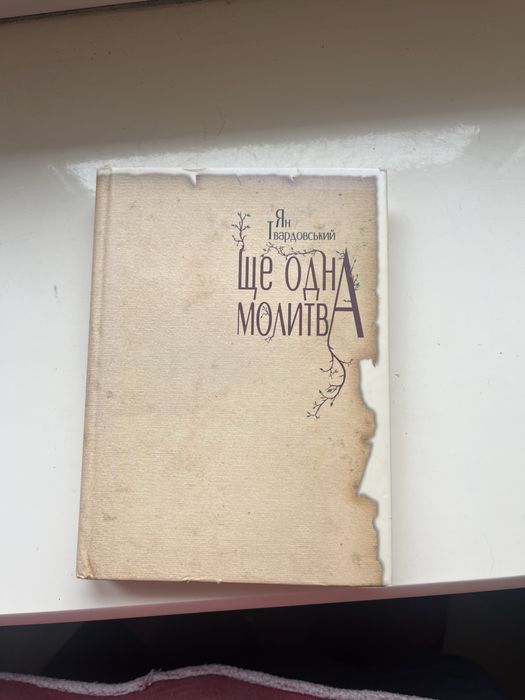 Ян
Твардовський
ще одна
молитва